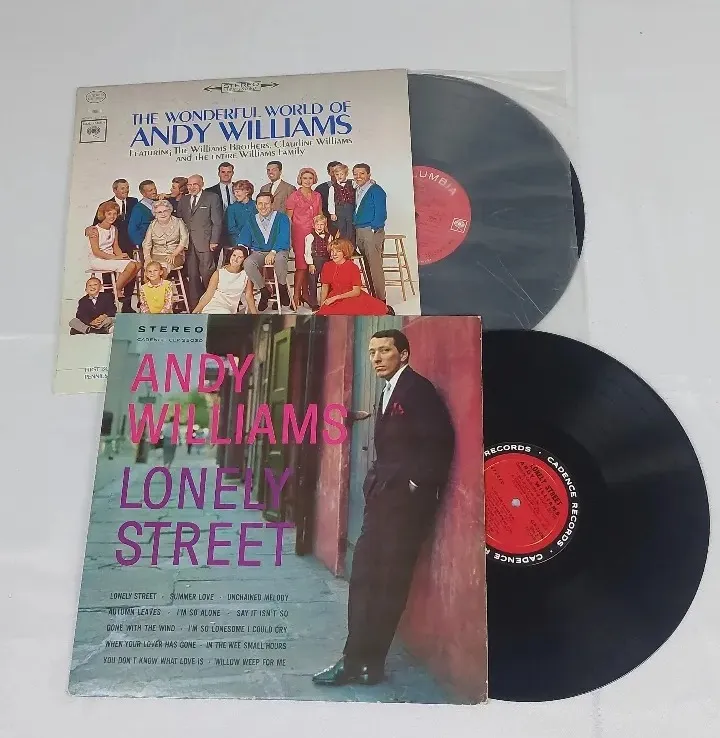 STEREO
THE WONDERFUL WORLD OF
ANDY WILLIAMS
FEATURING THE WILLIAMS BROTHERS, CLAUDINE WILLIAMS
AND THE ENTIRE WILLIAMS FAMILY
COLUMBIA
STEREO
CADENCE
ANDY
WILLIAMS
LONELY
STREET
LONELY STREET · SUMMER LOVE · UNCHAINED MELODY
AUTUMN LEAVES · I'M SO ALONE · SAY IT ISN'T SO
GONE WITH THE WIND · I'M SO LONESOME I COULD CRY
WHEN YOUR LOVER HAS GONE · IN THE WEE SMALL HOURS
YOU DON'T KNOW WHAT LOVE IS · WILLOW WEEP FOR ME
RECORDS · CADENCE RECORDS · CADENCE
LONELY STREET
ANDY WILLIAMS